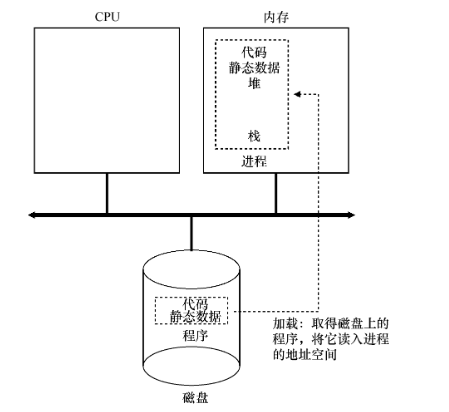 CPU
内存
代码
静态数据
堆
栈
进程
代码
静态数据
程序
加载：取得磁盘上的
程序，将它读入进程
的地址空间
磁盘